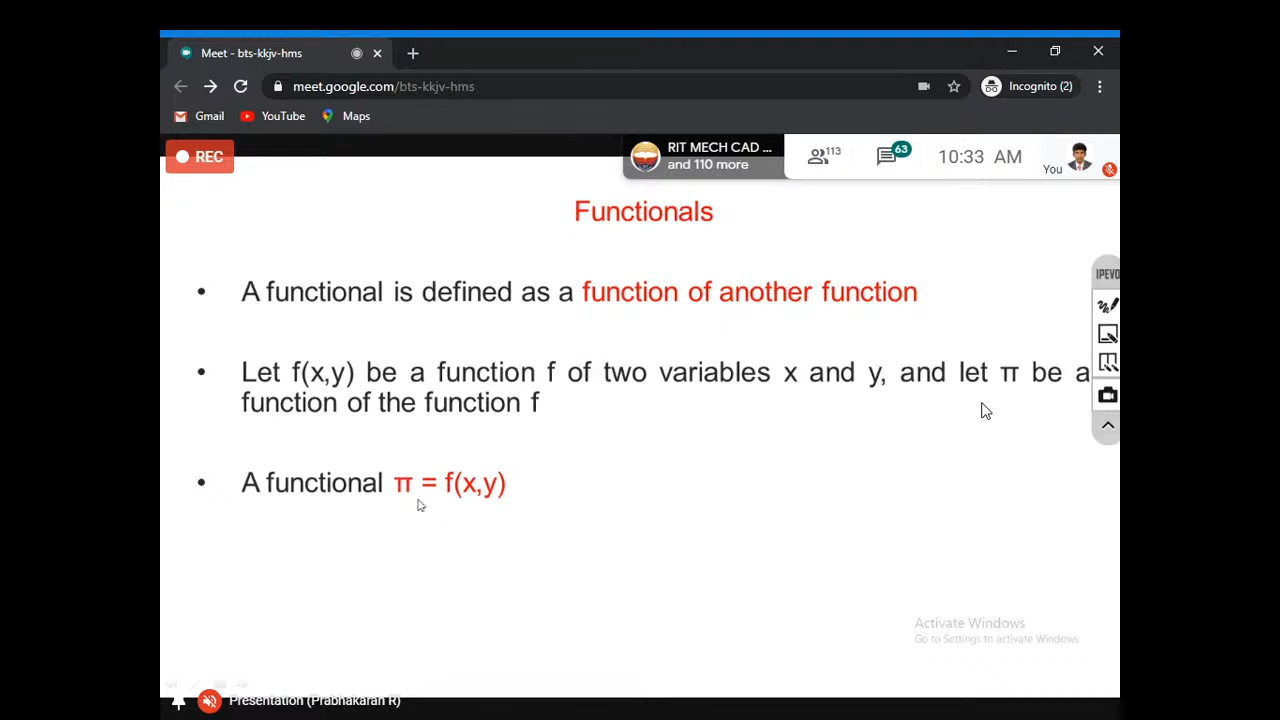 Meet - bts-kkjv-hms
meet.google.com/bts-kkjv-hms
Incognito (2)
Gmail YouTube Maps
REC
RIT MECH CAD ...
and 110 more
113
63
10:33 AM
You
Functionals
IPEVO
• A functional is defined as a function of another function
• Let f(x,y) be a function f of two variables x and y, and let π be a
function of the function f
• A functional π = f(x,y)
Activate Windows
Go to Settings to activate Windows.
Presentation (Prabhakaran R)